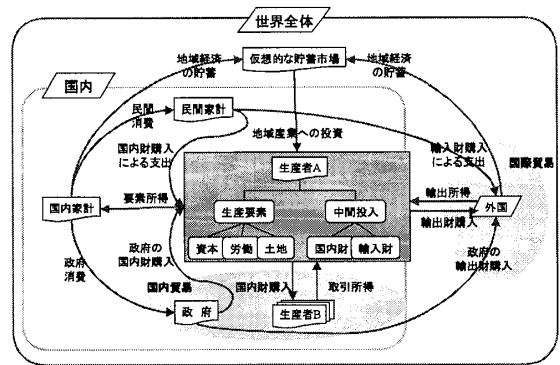 世界全体
地域経済
の貯蓄
仮想的な貯蓄市場
地域経済
の貯蓄
国内
民間
消費
民間家計
地域産業への投資
国内財購入
による支出
輸入財購入
による支出
国際貿易
生産者A
国内家計
要素所得
生産要素
中間投入
輸出所得
外国
輸出財購入
資本
労働
土地
国内財
輸入財
政府
消費
政府の
国内財購入
政府の
輸出財購入
国内貿易
国内財購入
取引所得
政府
生産者B